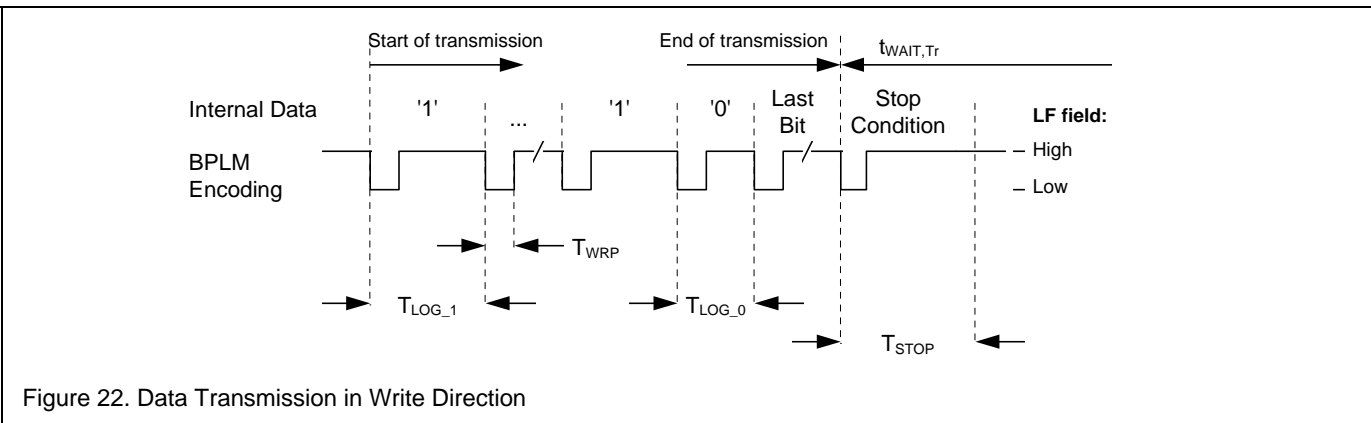 Start of transmission
End of transmission
tWAIT,Tr
Internal Data
'1'
...
'1'
'0'
Last
Bit
Stop
Condition
LF field:
BPLM
Encoding
High
Low
TWRP
TLOG_1
TLOG_0
TSTOP
Figure 22. Data Transmission in Write Direction